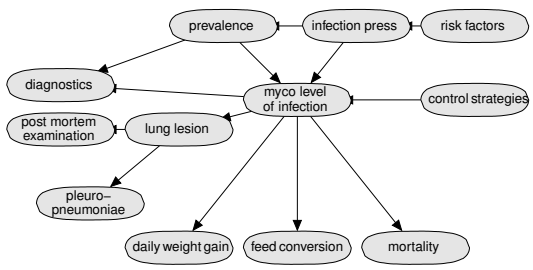 prevalence
infection press
risk factors
diagnostics
myco level
of infection
control strategies
post mortem
examination
lung lesion
pleuro–
pneumoniae
daily weight gain
feed conversion
mortality